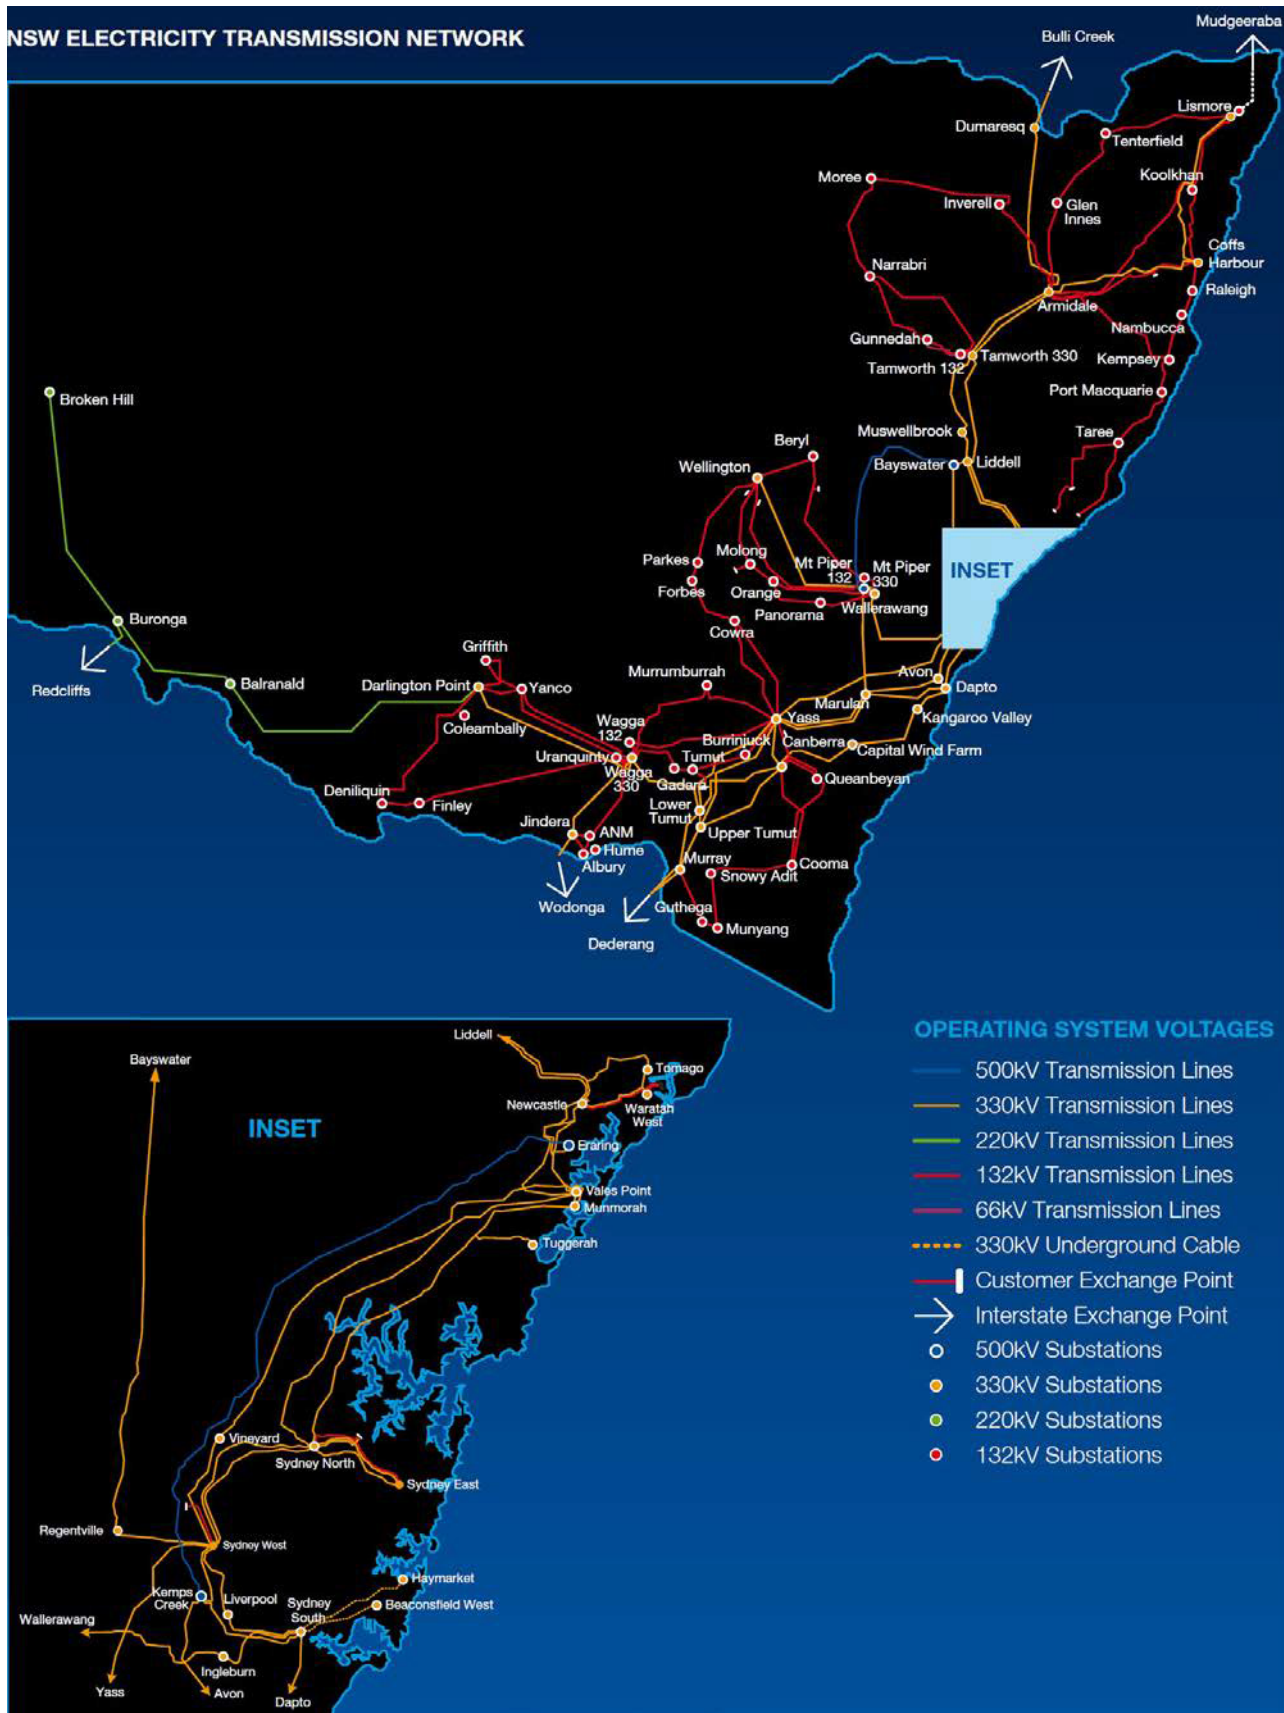 NSW ELECTRICITY TRANSMISSION NETWORK
Mudgeeraba
Bulli Creek
Lismore
Dumaresq
Tenterfield
Koolkhan
Moree
Inverell
Glen
Innes
Coffs
Harbour
Narrabri
Raleigh
Armidale
Nambucca
Gunnedah
Tamworth 330
Kempsey
Tamworth 132
Port Macquarie
Broken Hill
Muswellbrook
Taree
Beryl
Bayswater
Liddell
Wellington
Parkes
Molong
Mt Piper
132
Mt Piper
330
INSET
Forbes
Orange
Wallerawang
Panorama
Buronga
Cowra
Griffith
Redcliffs
Balranald
Darlington Point
Yanco
Murrumburrah
Avon
Dapto
Marulan
Kangaroo Valley
Coleambally
Wagga
132
Yass
Burrinjuck
Canberra
Capital Wind Farm
Uranquinty
Tumut
Wagga
330
Gadara
Queanbeyan
Deniliquin
Finley
Lower
Tumut
Jindera
ANM
Upper Tumut
Hume
Albury
Murray
Cooma
Snowy Adit
Wodonga
Guthega
Munyang
Dederang
OPERATING SYSTEM VOLTAGES
500kV Transmission Lines
330kV Transmission Lines
220kV Transmission Lines
132kV Transmission Lines
66kV Transmission Lines
330kV Underground Cable
Customer Exchange Point
Interstate Exchange Point
500kV Substations
330kV Substations
220kV Substations
132kV Substations
Liddell
Bayswater
Tomago
Newcastle
Waratah
West
INSET
Eraring
Vales Point
Munmorah
Tuggerah
Vineyard
Sydney North
Sydney East
Regentville
Sydney West
Haymarket
Kemps
Creek
Liverpool
Sydney
South
Beaconsfield West
Wallerawang
Ingleburn
Yass
Avon
Dapto